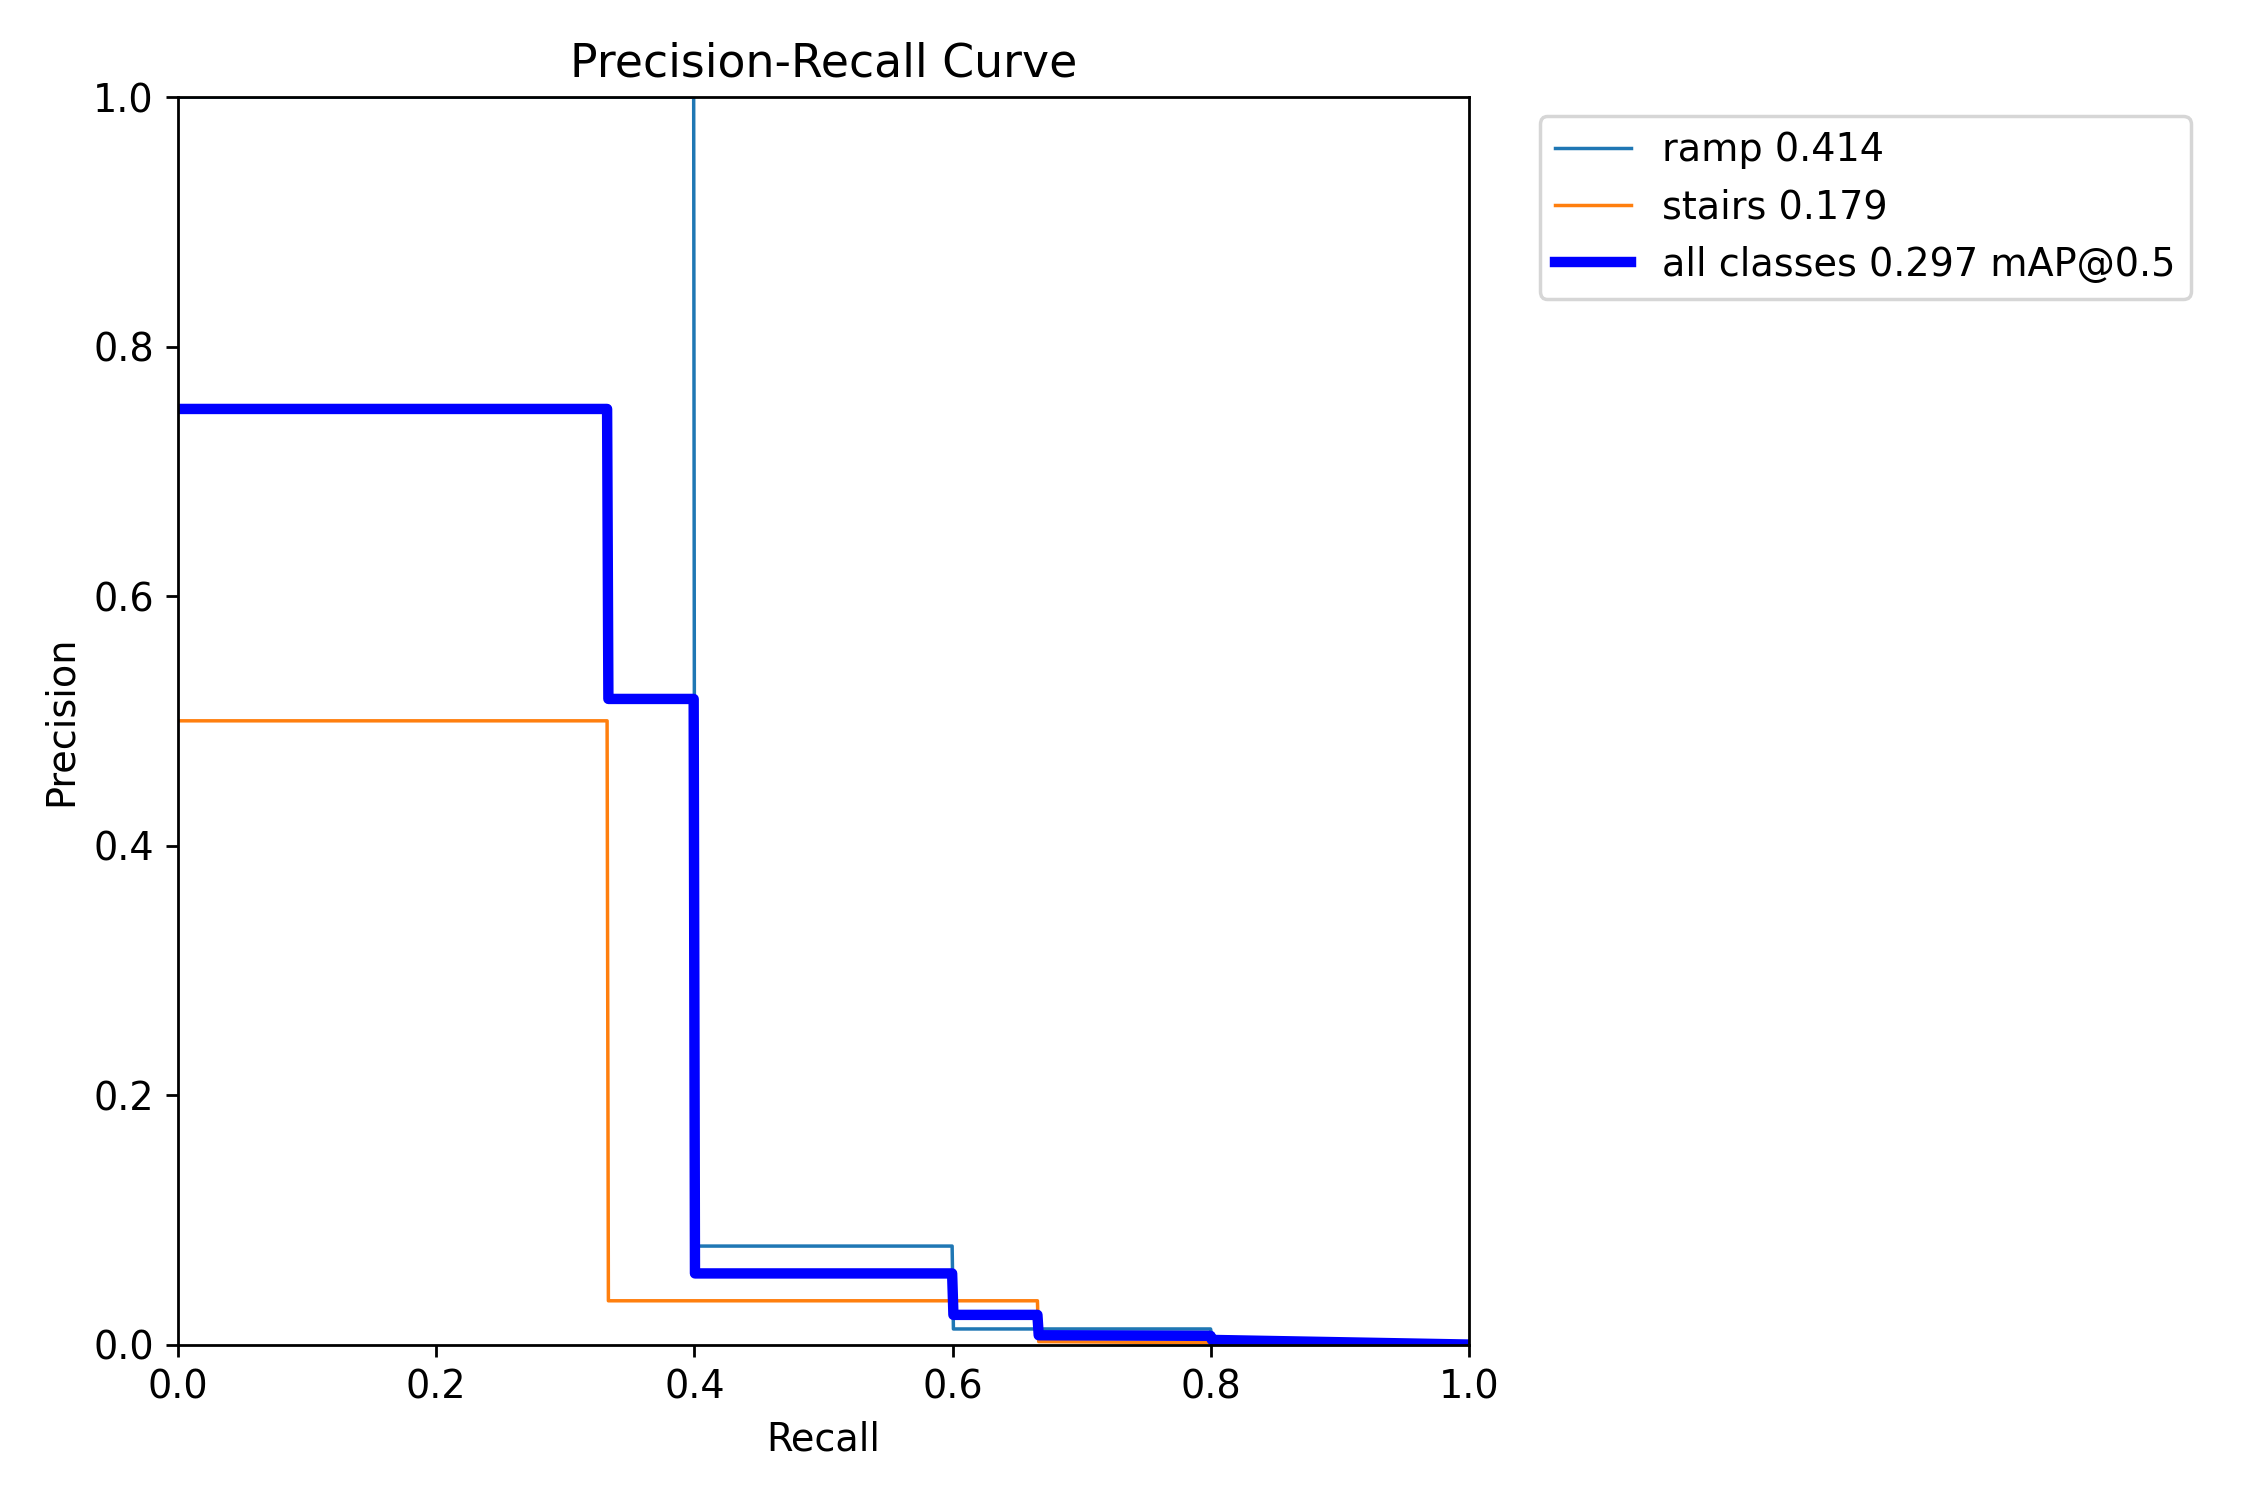 Precision-Recall Curve
1.0
0.8
0.6
0.4
0.2
0.0
Precision
0.0 0.2 0.4 0.6 0.8 1.0
Recall
ramp 0.414
stairs 0.179
all classes 0.297 mAP@0.5